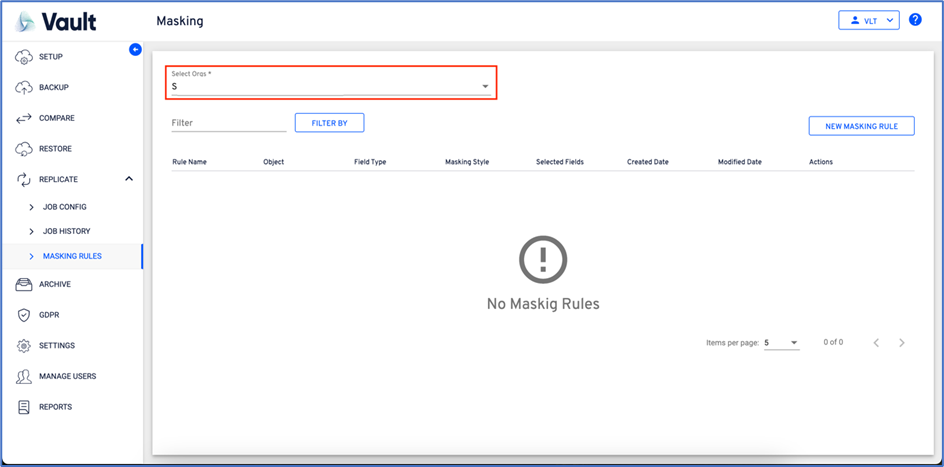 Vault
Masking
VLT
?
SETUP
BACKUP
COMPARE
RESTORE
REPLICATE
JOB CONFIG
JOB HISTORY
MASKING RULES
ARCHIVE
GDPR
SETTINGS
MANAGE USERS
REPORTS
Select Orgs *
S
Filter
FILTER BY
NEW MASKING RULE
Rule Name Object Field Type Masking Style Selected Fields Created Date Modified Date Actions
No Maskig Rules
Items per page: 5 0 of 0